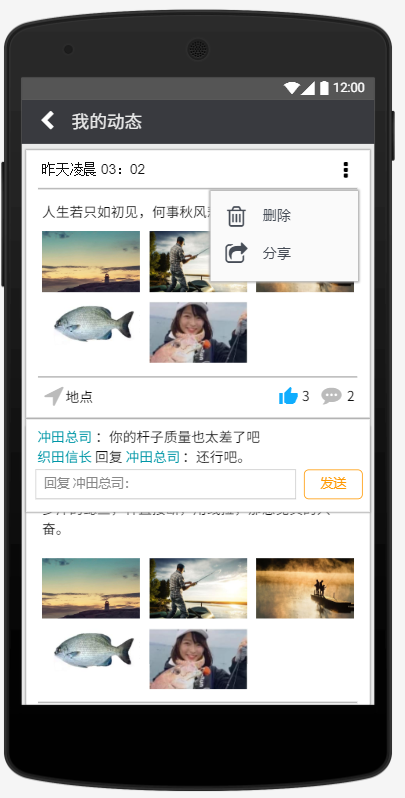 12:00
我的动态
昨天凌晨 03：02
人生若只如初见，何事秋风
删除
分享
地点
3
2
冲田总司：你的杆子质量也太差了吧
织田信长 回复 冲田总司：还行吧。
回复 冲田总司：
发送
奋。